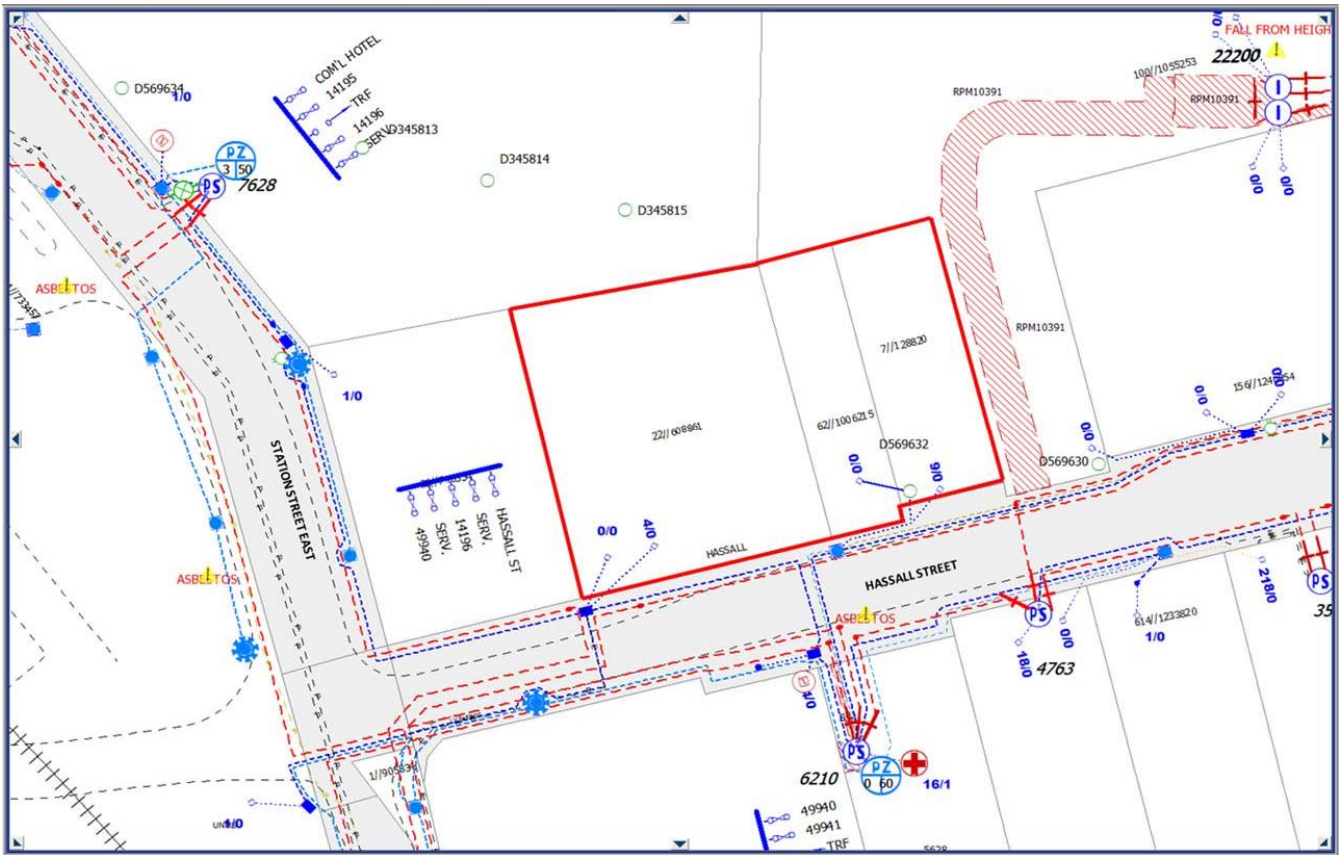 FALL FROM HEIGH
22200
0/0
100//1055253
RPM10391
RPM10391
D569634
1/0
COM'L HOTEL
14195
TRF
14196
SERV.
D345813
D345814
D345815
PZ
3 50
PS
7628
0/0
0/0
ASBESTOS
RPM10391
7//128820
1/0
156//124
0/0
0/0
22//608861
62//1006215
D569632
0/0
D569630
0/0
9/0
STATION STREET EAST
HASSALL ST
SERV.
14196
SERV.
49940
0/0
4/0
HASSALL
HASSALL STREET
ASBESTOS
ASBESTOS
218/0
PS
35
PS
0/0
18/0
4763
614//1233820
1/0
4/0
PS
6210
PZ
0 60
16/1
1/0
49940
49941
TRF